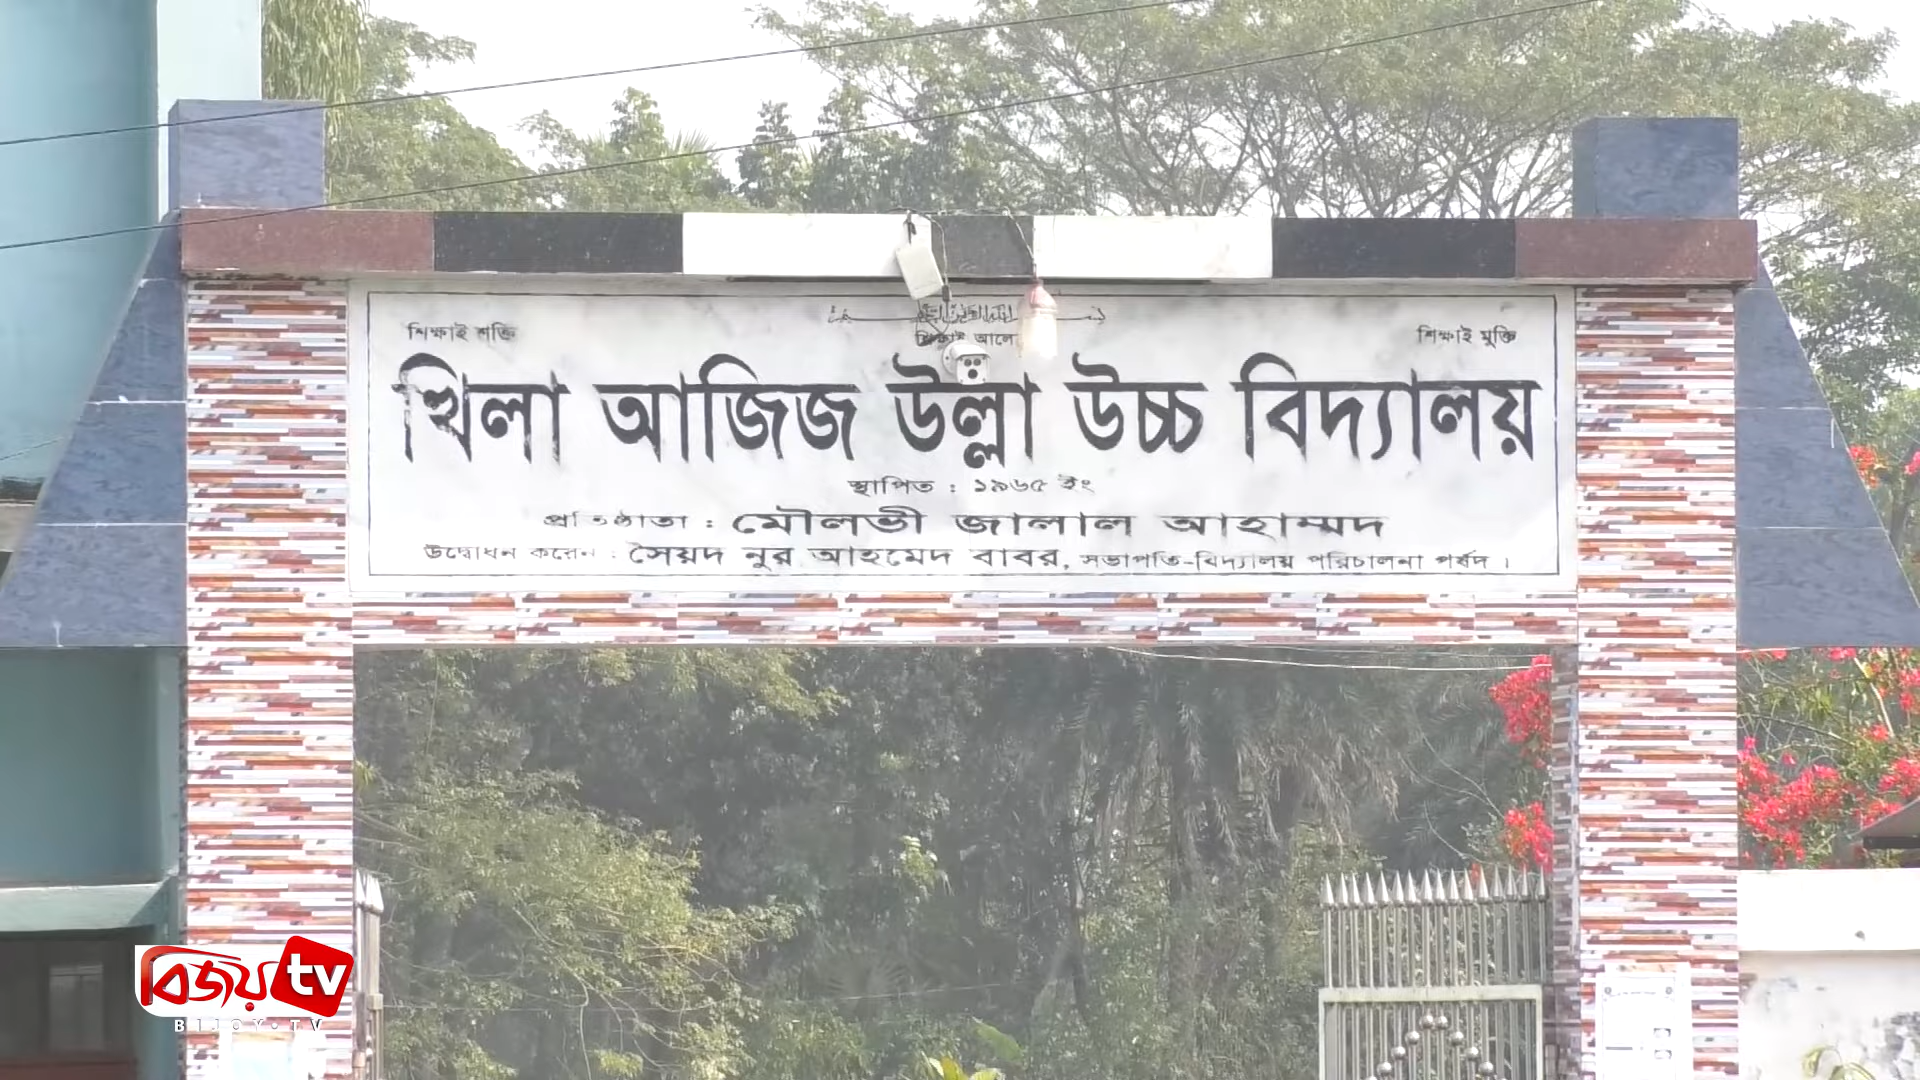 শিক্ষাই শক্তি
শিক্ষাই মুক্তি
খিলা আজিজ উল্লা উচ্চ বিদ্যালয়
স্থাপিত : ১৯৬৫ ইং
প্রতিষ্ঠাতা : মৌলভী জালাল আহাম্মদ
উদ্বোধন করেন : সৈয়দ নুর আহমেদ বাবর, সভাপতি-বিদ্যালয় পরিচালনা পর্ষদ ।
বিজয় tv
BIJOY TV